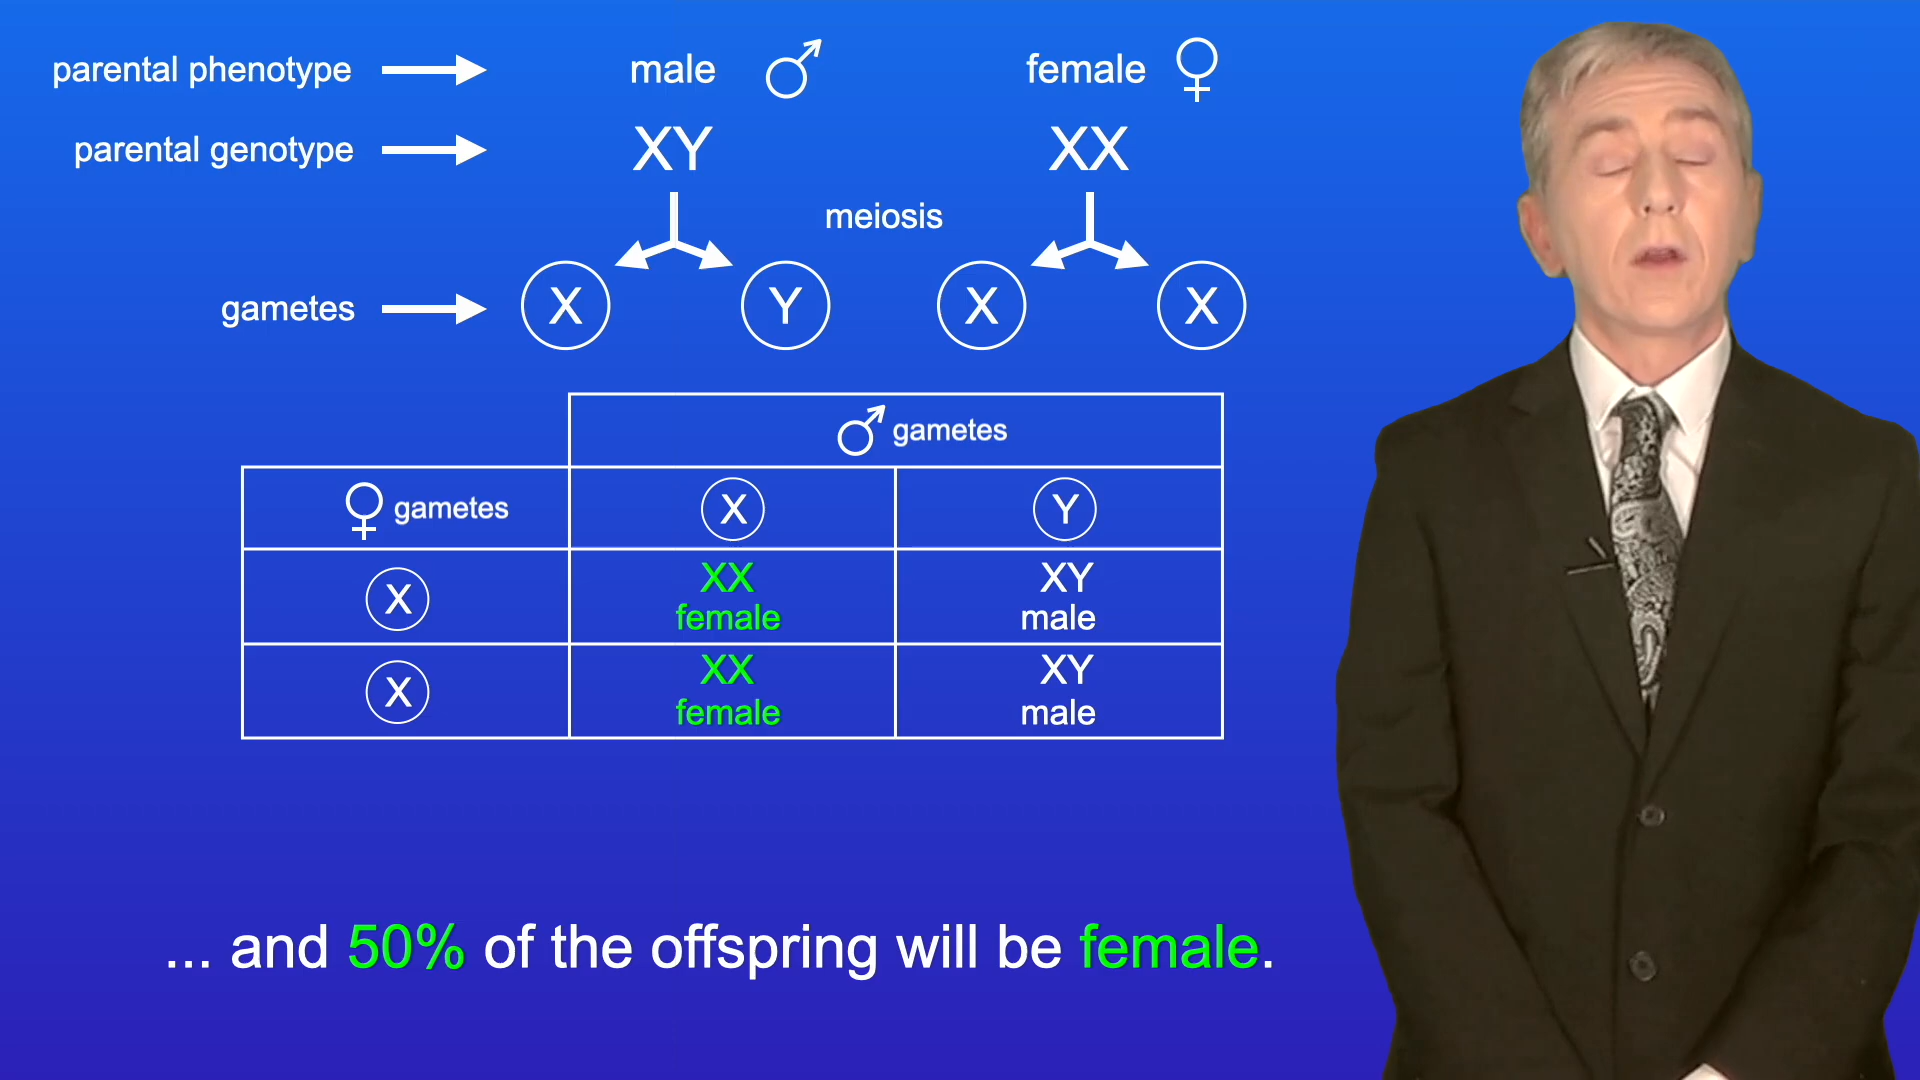 parental phenotype male ♂ female ♀
parental genotype XY XX
meiosis
gametes X Y X X
♂ gametes
♀ gametes X Y
X XX XY
female male
X XX XY
female male
... and 50% of the offspring will be female.